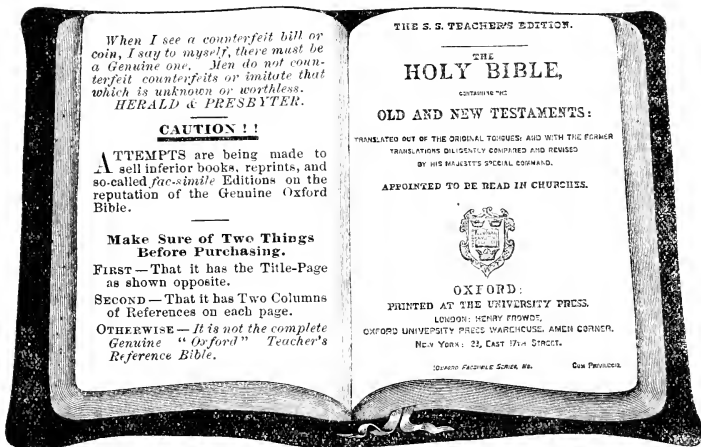 When I see a counterfeit bill or
coin, I say to myself, there must be
a Genuine one. Men do not coun-
terfeit counterfeits or imitate that
which is unknown or worthless.
HERALD & PRESBYTER.
CAUTION!!
ATTEMPTS are being made to
sell inferior books, reprints, and
so-called fac-simile Editions on the
reputation of the Genuine Oxford
Bible.
Make Sure of Two Things
Before Purchasing.
FIRST—That it has the Title-Page
as shown opposite.
SECOND—That it has Two Columns
of References on each page.
OTHERWISE—It is not the complete
Genuine "Oxford" Teacher's
Reference Bible.
THE S. S. TEACHER'S EDITION.
THE
HOLY BIBLE,
CONTAINING THE
OLD AND NEW TESTAMENTS:
TRANSLATED OUT OF THE ORIGINAL TONGUES: AND WITH THE FORMER
TRANSLATIONS DILIGENTLY COMPARED AND REVISED
BY HIS MAJESTY'S SPECIAL COMMAND.
APPOINTED TO BE READ IN CHURCHES.
OXFORD:
PRINTED AT THE UNIVERSITY PRESS.
LONDON: HENRY FROWDE,
OXFORD UNIVERSITY PRESS WAREHOUSE, AMEN CORNER.
NEW YORK: 33, EAST 17TH STREET.
Oxford Facsimile Series, No.
CUM PRIVILEGIO.